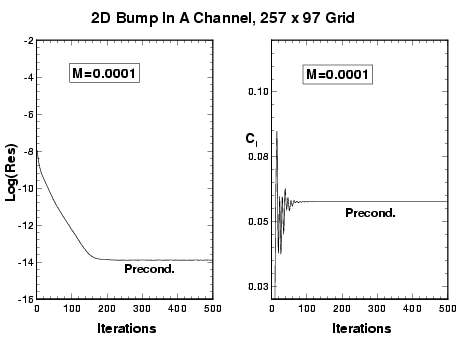 2D Bump In A Channel, 257 x 97 Grid
-2
-4
-6
-8
-10
-12
-14
-16
Log(Res)
M=0.0001
Precond.
0 100 200 300 400 500
Iterations
0.10
0.08
0.05
0.03
Cl
M=0.0001
Precond.
0 100 200 300 400 500
Iterations